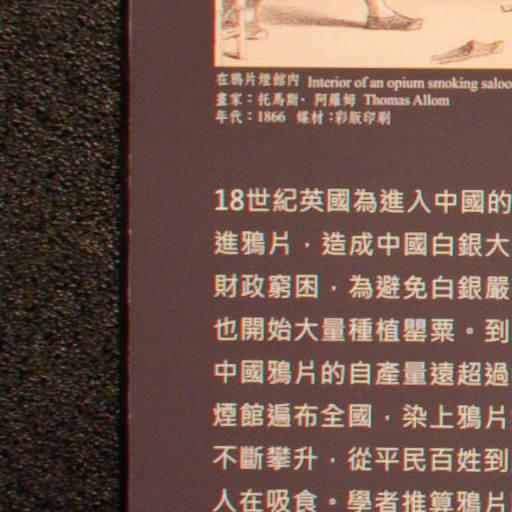 在鴉片煙館內 Interior of an opium smoking saloo
畫家：托馬斯·阿羅姆 Thomas Allom
年代：1866 媒材：彩版印刷
18世紀英國為進入中國的
進鴉片，造成中國白銀大
財政窮困，為避免白銀嚴
也開始大量種植罌粟。到
中國鴉片的自產量遠超過
煙館遍布全國，染上鴉片
不斷攀升，從平民百姓到
人在吸食。學者推算鴉片